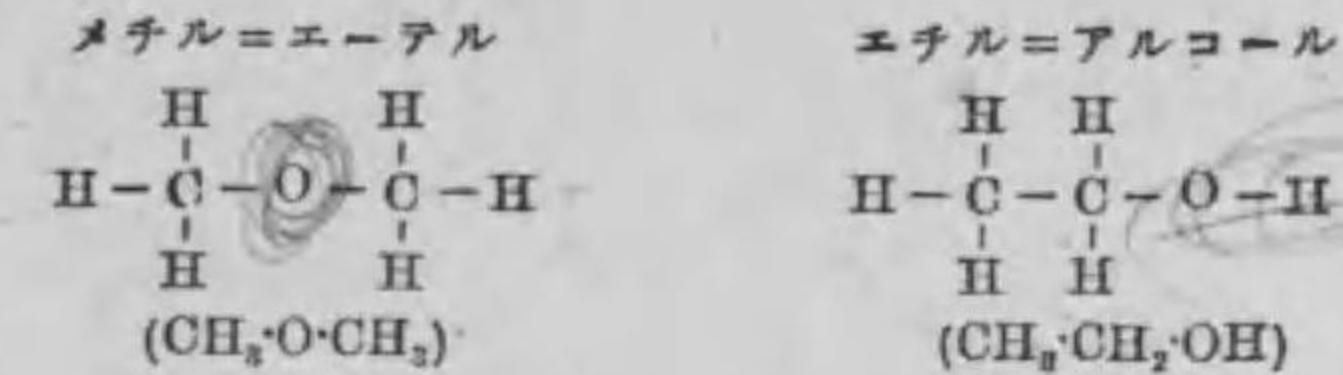 メチル=エーテル
H H
H-C-O-C-H
H H
(CH₃·O·CH₃)
エチル=アルコール
H H
H-C-C-O-H
H H
(CH₃·CH₂·OH)